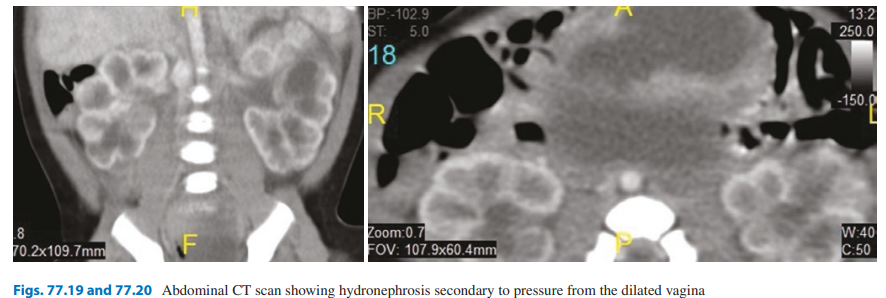 H
.8
70.2x109.7mm
F
BP:-102.9
ST: 5.0
18
A
13:2
250.0
-150.0
R
L
Zoom:0.7
FOV: 107.9x60.4mm
P
W:40
C:50
Figs. 77.19 and 77.20 Abdominal CT scan showing hydronephrosis secondary to pressure from the dilated vagina